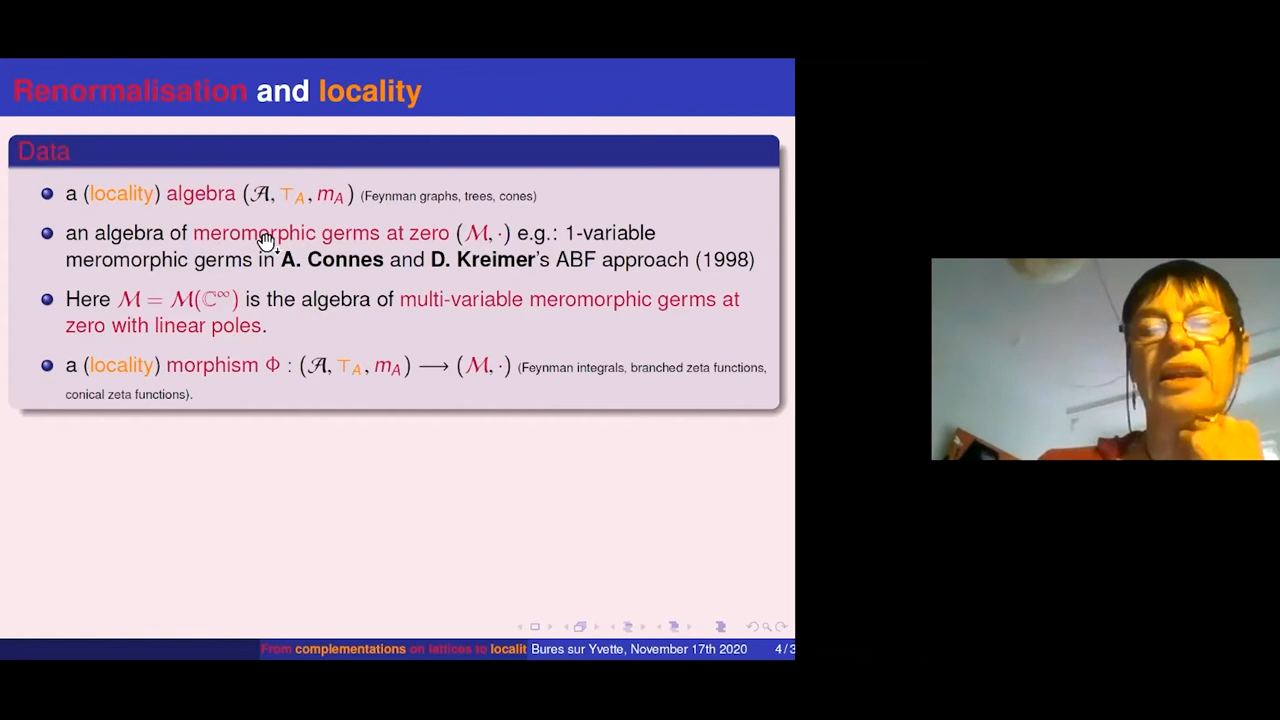 Renormalisation and locality
Data
a (locality) algebra (𝒜, ⊤_A, m_A) (Feynman graphs, trees, cones)
an algebra of meromorphic germs at zero (ℳ, ·) e.g.: 1-variable
meromorphic germs in A. Connes and D. Kreimer's ABF approach (1998)
Here ℳ = ℳ(ℂ^∞) is the algebra of multi-variable meromorphic germs at
zero with linear poles.
a (locality) morphism Φ : (𝒜, ⊤_A, m_A) ⟶ (ℳ, ·) (Feynman integrals, branched zeta functions,
conical zeta functions).
From complementations on lattices to localit Bures sur Yvette, November 17th 2020 4/3